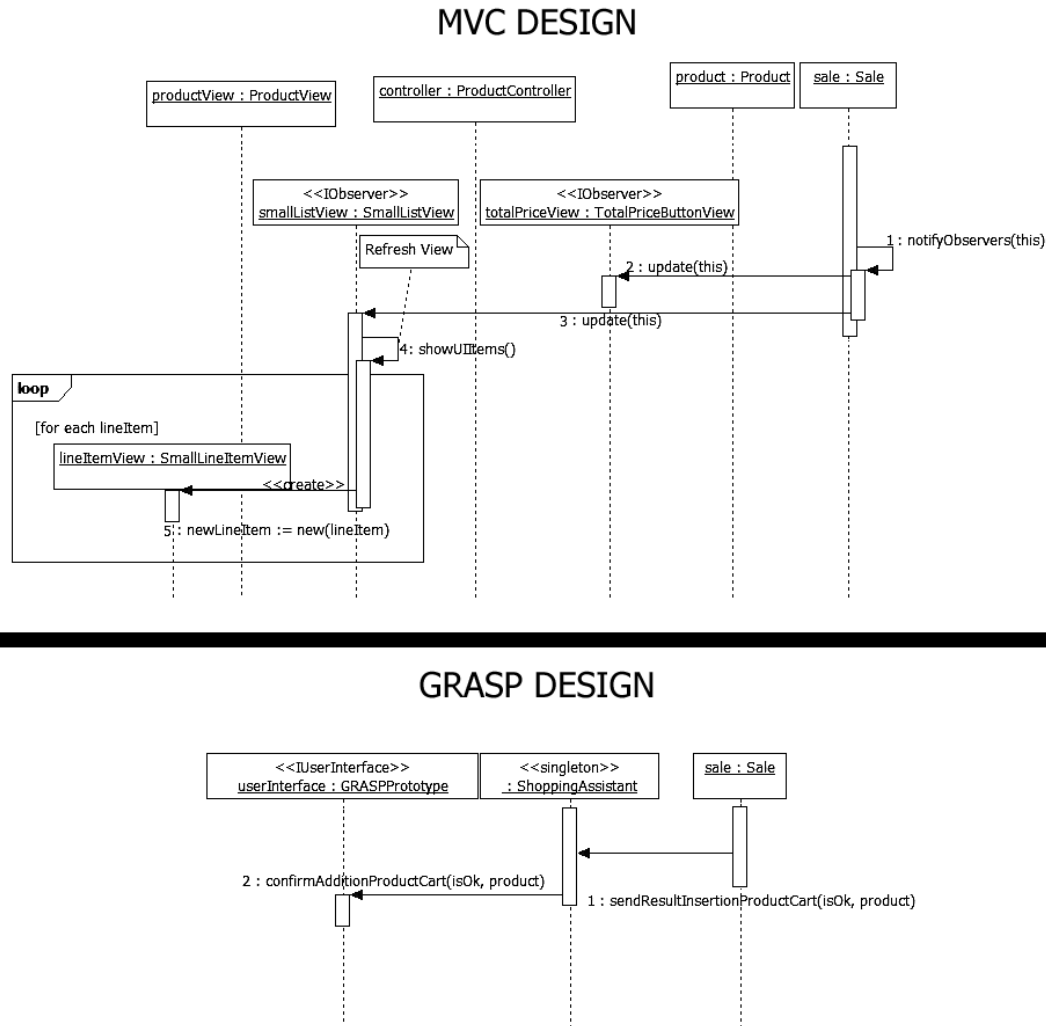 MVC DESIGN
productView : ProductView
controller : ProductController
product : Product
sale : Sale
<<IObserver>>
smallListView : SmallListView
<<IObserver>>
totalPriceView : TotalPriceButtonView
Refresh View
1 : notifyObservers(this)
2 : update(this)
3 : update(this)
4: showUIItems()
loop
[for each lineItem]
lineItemView : SmallLineItemView
<<create>>
5 : newLineItem := new(lineItem)
GRASP DESIGN
<<IUserInterface>>
userInterface : GRASPPrototype
<<singleton>>
: ShoppingAssistant
sale : Sale
2 : confirmAdditionProductCart(isOk, product)
1 : sendResultInsertionProductCart(isOk, product)